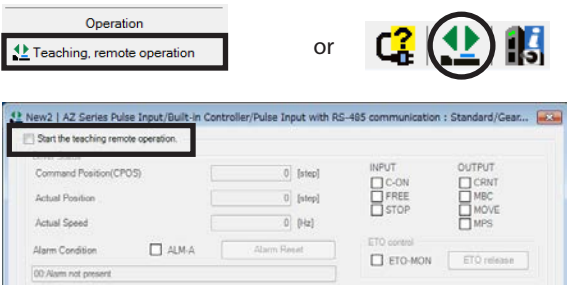 Operation
Teaching, remote operation
or
New2 | AZ Series Pulse Input/Built-in Controller/Pulse Input with RS-485 communication : Standard/Gear...
Start the teaching remote operation.
Driver Status
Command Position(CPOS) 0 [step]
Actual Position 0 [step]
Actual Speed 0 [Hz]
Alarm Condition ALM-A Alarm Reset
00:Alarm not present
INPUT
C-ON
FREE
STOP
OUTPUT
CRNT
MBC
MOVE
MPS
ETO control
ETO-MON ETO release